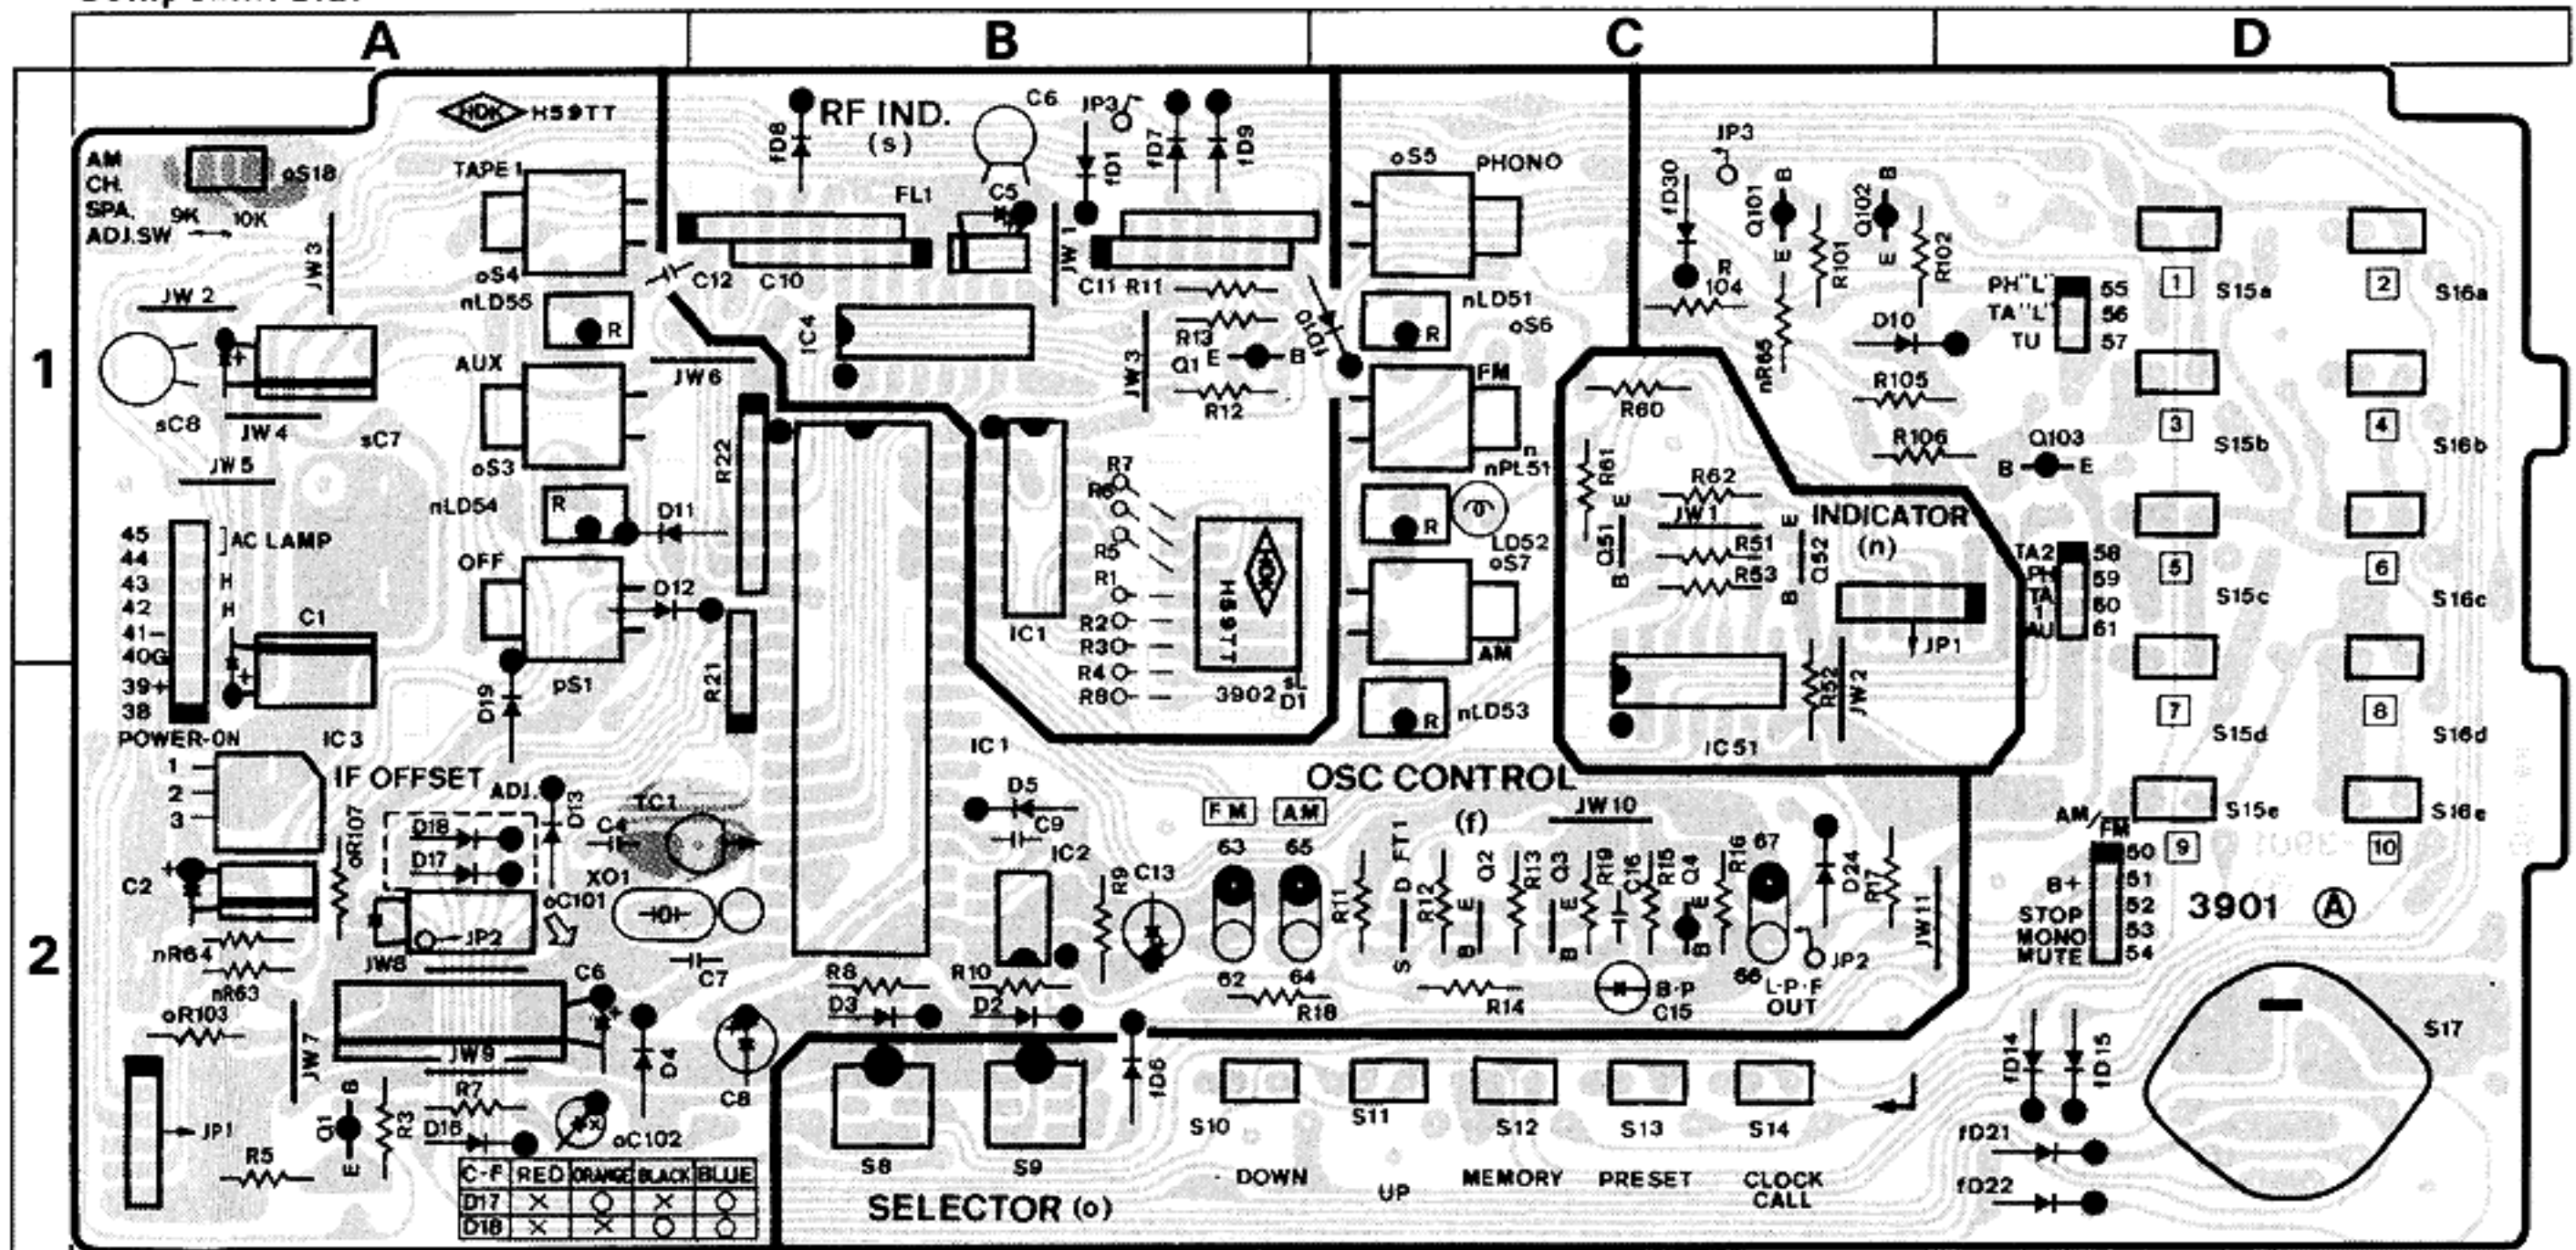 A B C D
1
2
HDK H59TT
RF IND.
(s)
C6
JP3
fD8
fD1
fD7
fD9
AM
CH.
SPA.
ADJ.SW
oS18
9K 10K
TAPE 1
oS4
nLD55
R
JW3
JW 2
FL1
C5
JW 1
C12
C10
C11 R11
IC4
R13
Q1 E B
R12
JW3
fD10
oS5
PHONO
nLD51
R
oS6
fD30
JP3
Q101 B E
Q102 B E
R101
R102
R
104
nR65
D10
R105
R106
Q103
B E
PH"L" 55
TA"L" 56
TU 57
1 S15a
2 S16a
3 S15b
4 S16b
5 S15c
6 S16c
7 S15d
8 S16d
9 S15e
10 S16e
sC8
JW4
sC7
JW5
AUX
oS3
nLD54
R
JW6
R22
D11
45
44
43
42
41-
40G
39+
38
AC LAMP
H
H
C1
OFF
pS1
D12
D19
R21
IC1
R7
R6
R5
R1
R2
R3
R4
R8
HDK
H59TT
3902
s
D1
FM
n
nPL51
R
LD52
oS7
AM
R nLD53
R60
R61
R62
JW1
Q51 E B
R51
R53
Q52 E B
INDICATOR
(n)
JP1
R52
JW2
IC51
TA2 58
PH 59
TA 1 60
AU 61
POWER-ON
1
2
3
IC3
IF OFFSET
ADJ.
D13
oR107
D18
D17
TC1
C4
XO1
C2
oC101
JP2
nR64
nR63
JW8
oR103
C6
C7
JW7
JW9
D4
C8
JP1
R5
Q1 B E
R3
R7
D16
oC102
C-F RED ORANGE BLACK BLUE
D17 × ○ × ○
D18 × × ○ ○
IC1
D5
C9
IC2
R9
C13
R8
D3
R10
D2
fD6
OSC CONTROL
(f)
FM AM
63 65
62 64
R18
R11
S D FT1
R12
Q2 E B
R13
Q3 E B
R19
C16
R15
Q4 E B
R16
67
66
JW10
R14
B·P
C15
L·P·F
OUT
JP2
D24
R17
JW11
AM/FM
50
B+ 51
STOP 52
MONO 53
MUTE 54
3901 A
S17
fD14
fD15
fD21
fD22
S8
S9
SELECTOR (o)
S10
S11
S12
S13
S14
DOWN
UP
MEMORY
PRESET
CLOCK
CALL